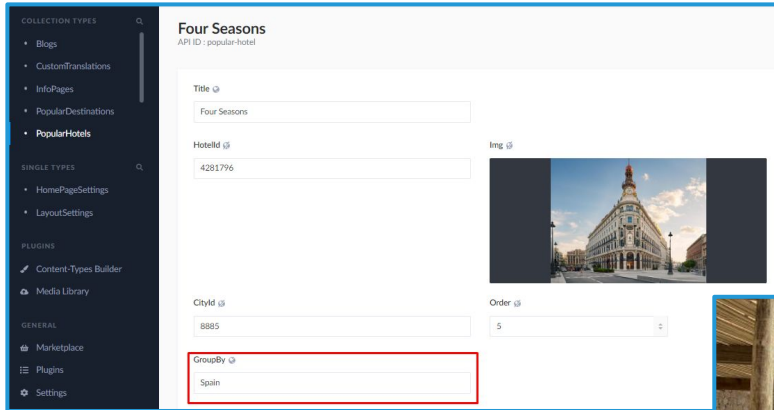 COLLECTION TYPES
Blogs
CustomTranslations
InfoPages
PopularDestinations
PopularHotels
SINGLE TYPES
HomePageSettings
LayoutSettings
PLUGINS
Content-Types Builder
Media Library
GENERAL
Marketplace
Plugins
Settings
Four Seasons
API ID : popular-hotel
Title
Four Seasons
HotelId
4281796
Img
CityId
8885
Order
5
GroupBy
Spain